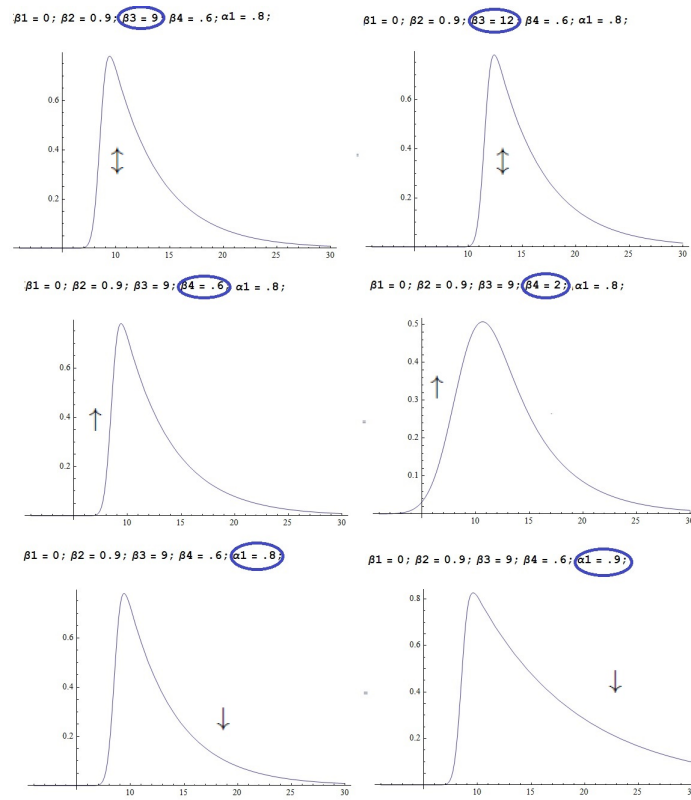 β1 = 0; β2 = 0.9; β3 = 9; β4 = .6; α1 = .8;
β1 = 0; β2 = 0.9; β3 = 12; β4 = .6; α1 = .8;
0.6
0.4
0.2
10 15 20 25 30
0.6
0.4
0.2
10 15 20 25 30
β1 = 0; β2 = 0.9; β3 = 9; β4 = .6; α1 = .8;
β1 = 0; β2 = 0.9; β3 = 9; β4 = 2; α1 = .8;
0.6
0.4
0.2
10 15 20 25 30
0.5
0.4
0.3
0.2
0.1
10 15 20 25 30
β1 = 0; β2 = 0.9; β3 = 9; β4 = .6; α1 = .8;
β1 = 0; β2 = 0.9; β3 = 9; β4 = .6; α1 = .9;
0.6
0.4
0.2
10 15 20 25 30
0.8
0.6
0.4
0.2
10 15 20 25 30